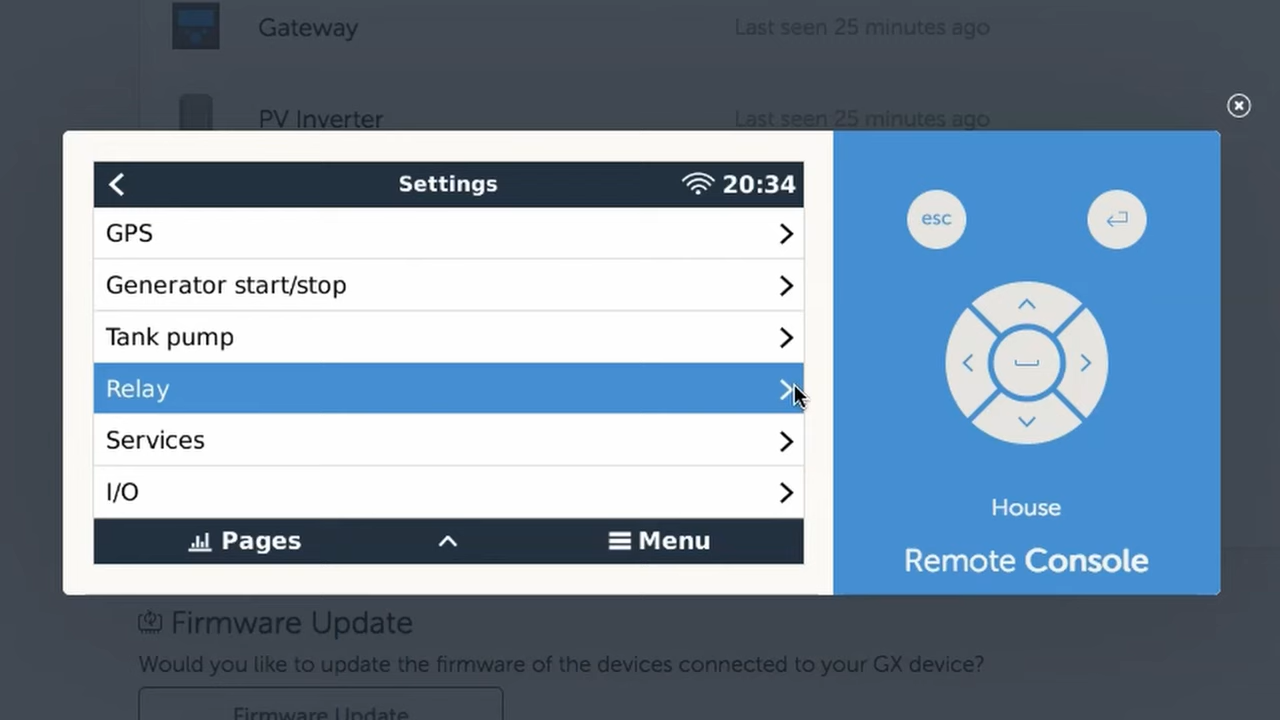 Gateway Last seen 25 minutes ago
PV Inverter Last seen 25 minutes ago
Settings 20:34
GPS
Generator start/stop
Tank pump
Relay
Services
I/O
Pages Menu
esc
House
Remote Console
Firmware Update
Would you like to update the firmware of the devices connected to your GX device?
Firmware Update